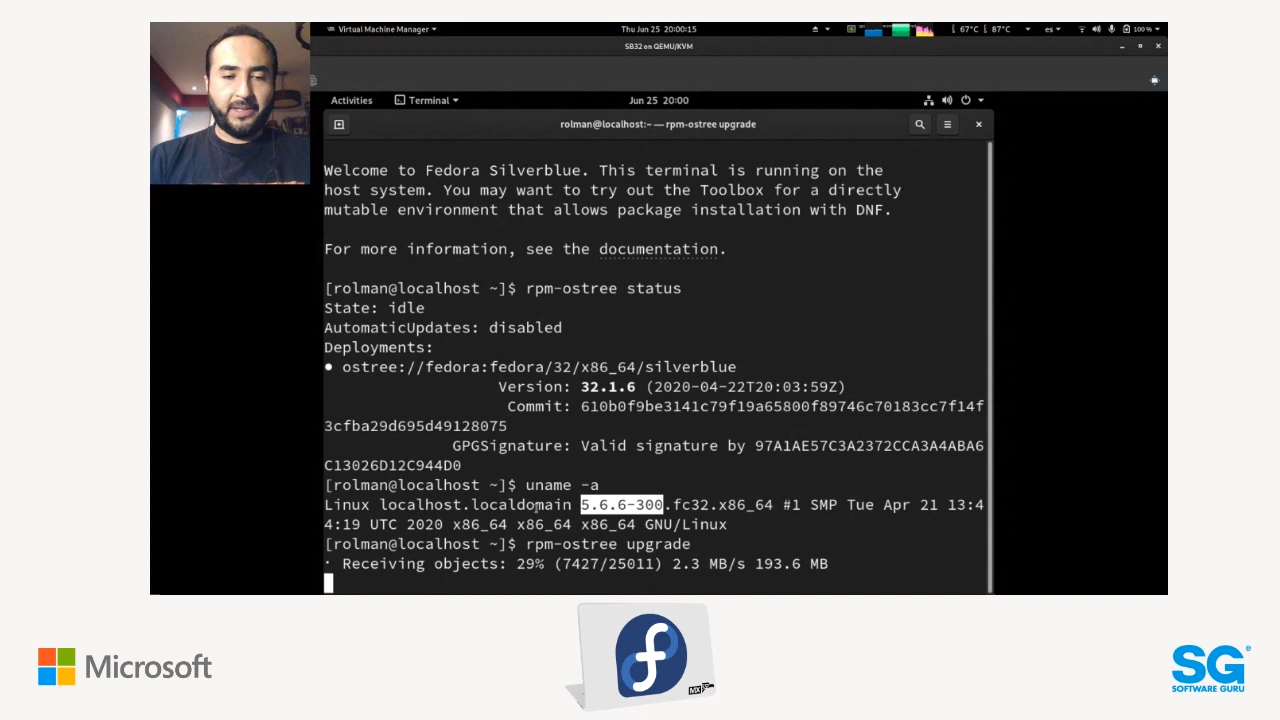 Virtual Machine Manager
Thu Jun 25 20:00:15
67°C 87°C es 100 %
SB32 on QEMU/KVM
Activities Terminal Jun 25 20:00
rolman@localhost:~ — rpm-ostree upgrade
Welcome to Fedora Silverblue. This terminal is running on the
host system. You may want to try out the Toolbox for a directly
mutable environment that allows package installation with DNF.
For more information, see the documentation.
[rolman@localhost ~]$ rpm-ostree status
State: idle
AutomaticUpdates: disabled
Deployments:
● ostree://fedora:fedora/32/x86_64/silverblue
Version: 32.1.6 (2020-04-22T20:03:59Z)
Commit: 610b0f9be3141c79f19a65800f89746c70183cc7f14f
3cfba29d695d49128075
GPGSignature: Valid signature by 97A1AE57C3A2372CCA3A4ABA6
C13026D12C944D0
[rolman@localhost ~]$ uname -a
Linux localhost.localdomain 5.6.6-300.fc32.x86_64 #1 SMP Tue Apr 21 13:4
4:19 UTC 2020 x86_64 x86_64 x86_64 GNU/Linux
[rolman@localhost ~]$ rpm-ostree upgrade
⠂ Receiving objects: 29% (7427/25011) 2.3 MB/s 193.6 MB
Microsoft
MX
SG
SOFTWARE GURU